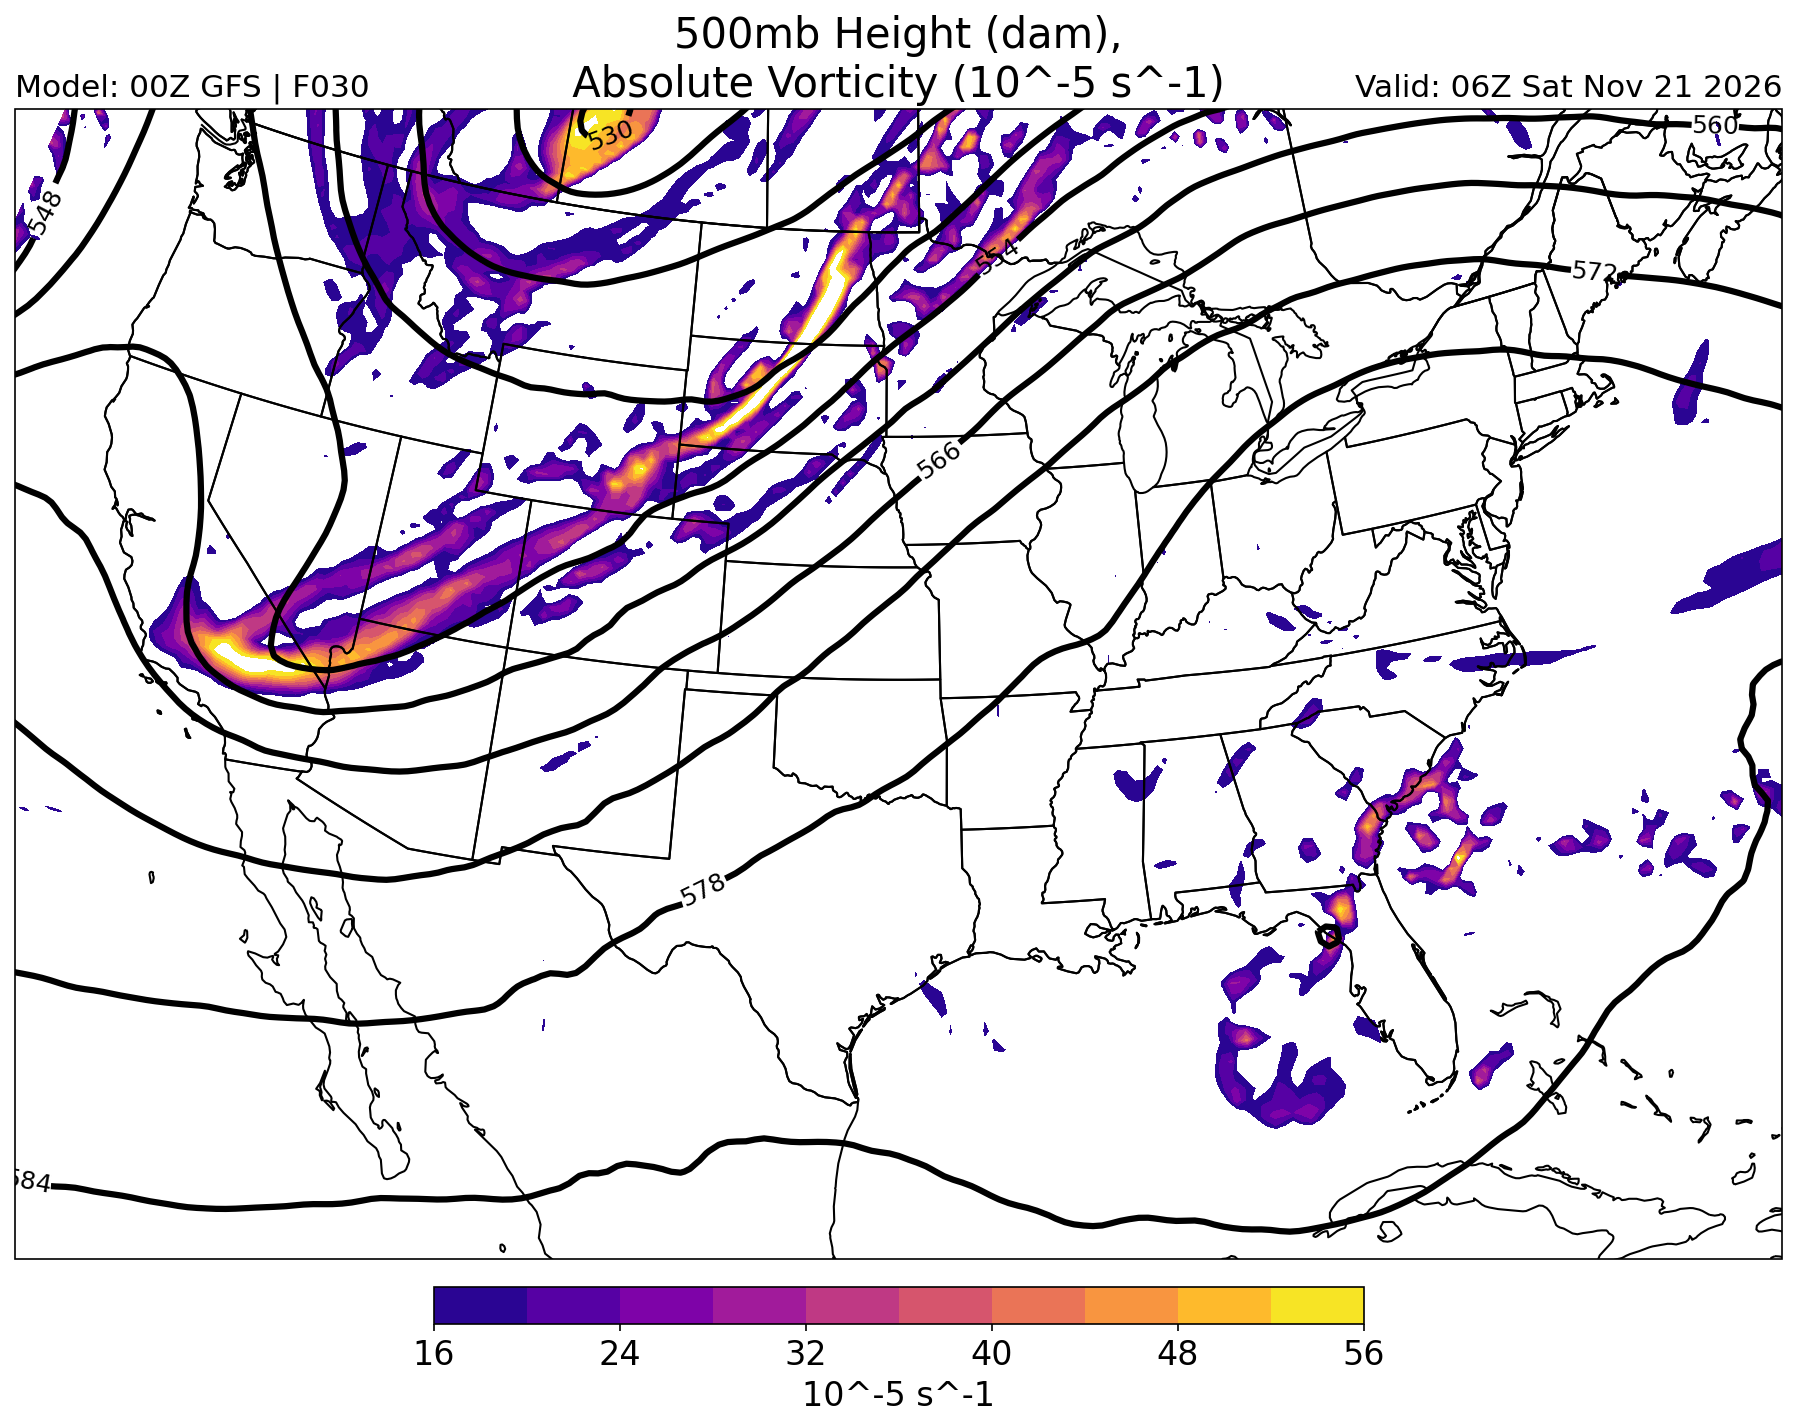 500mb Height (dam),
Model: 00Z GFS | F030
Absolute Vorticity (10^-5 s^-1)
Valid: 06Z Sat Nov 21 2026
530
560
548
554
572
566
578
584
16
24
32
40
48
56
10^-5 s^-1